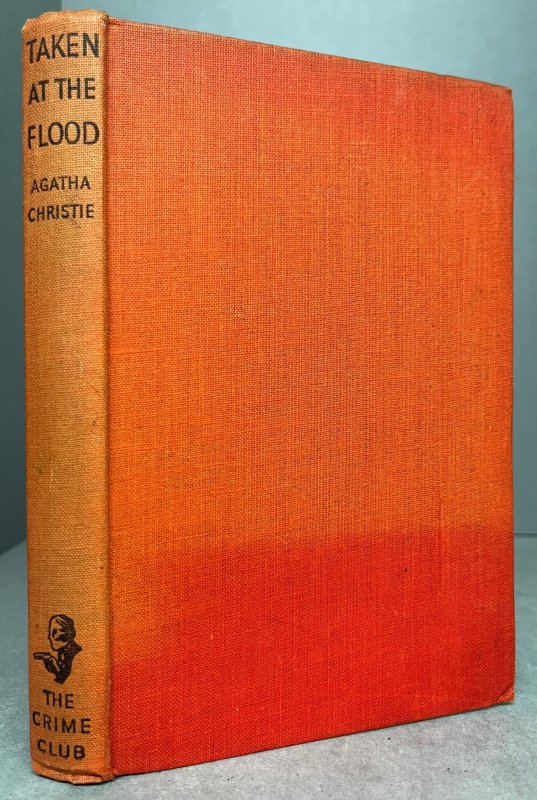 TAKEN
AT THE
FLOOD
AGATHA
CHRISTIE
THE
CRIME
CLUB